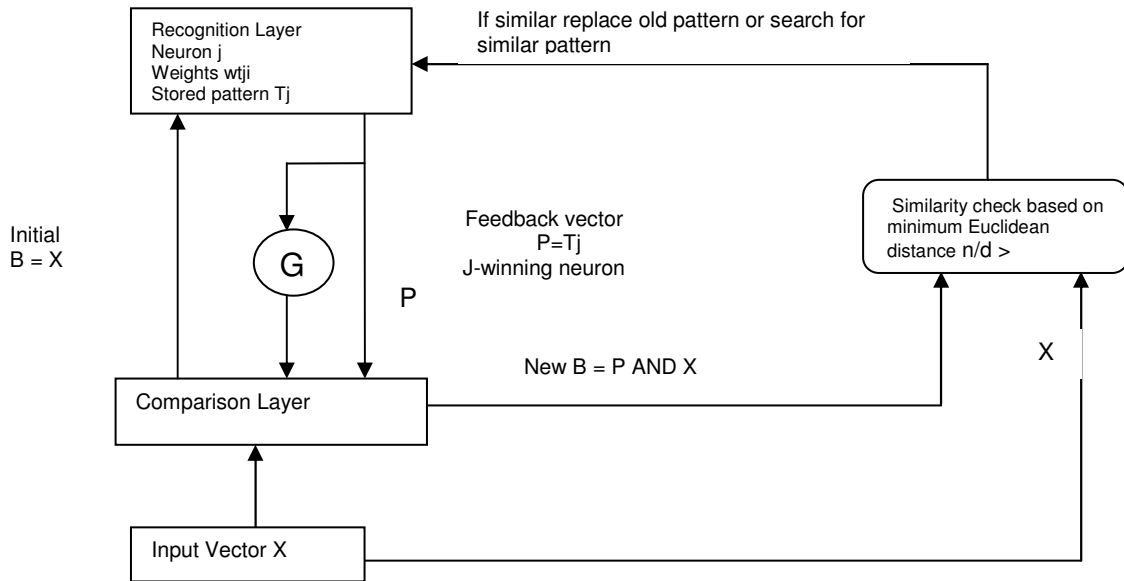 Recognition Layer
Neuron j
Weights wtji
Stored pattern Tj
If similar replace old pattern or search for
similar pattern
Initial
B = X
G
P
Feedback vector
P=Tj
J-winning neuron
Similarity check based on
minimum Euclidean
distance n/d >
X
New B = P AND X
Comparison Layer
Input Vector X